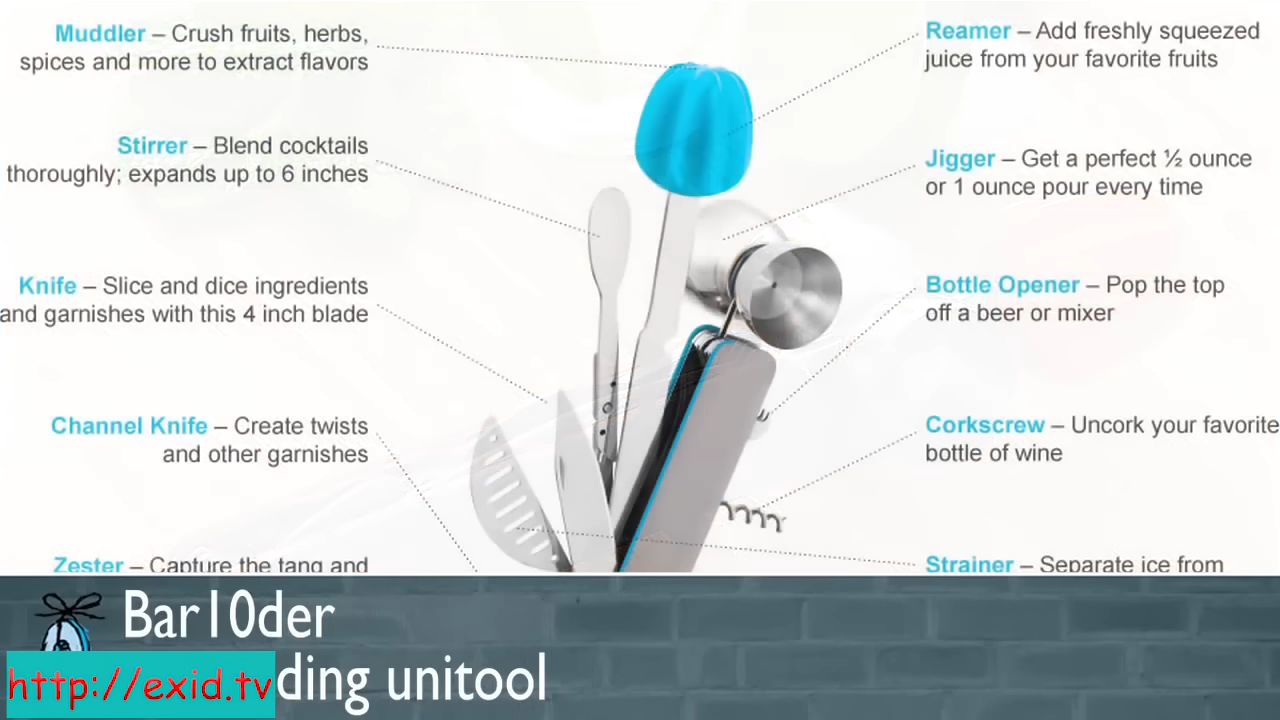 Muddler – Crush fruits, herbs,
spices and more to extract flavors
Stirrer – Blend cocktails
thoroughly; expands up to 6 inches
Knife – Slice and dice ingredients
and garnishes with this 4 inch blade
Channel Knife – Create twists
and other garnishes
Zester – Capture the tang and
Reamer – Add freshly squeezed
juice from your favorite fruits
Jigger – Get a perfect ½ ounce
or 1 ounce pour every time
Bottle Opener – Pop the top
off a beer or mixer
Corkscrew – Uncork your favorite
bottle of wine
Strainer – Separate ice from
Bar10der
http://exid.tv
ding unitool